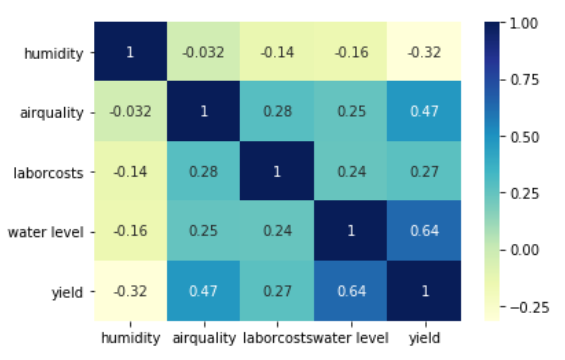 1.00
humidity 1 -0.032 -0.14 -0.16 -0.32
0.75
airquality -0.032 1 0.28 0.25 0.47
0.50
laborcosts -0.14 0.28 1 0.24 0.27
0.25
water level -0.16 0.25 0.24 1 0.64
0.00
yield -0.32 0.47 0.27 0.64 1
−0.25
humidity airquality laborcosts water level yield